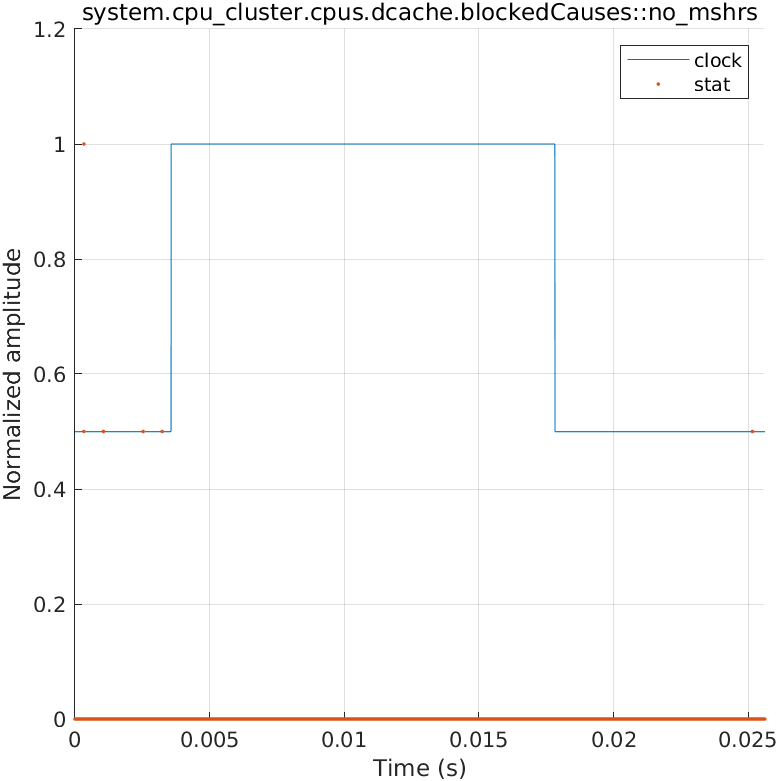 system.cpu_cluster.cpus.dcache.blockedCauses::no_mshrs
clock
stat
1.2
1
0.8
0.6
0.4
0.2
0
Normalized amplitude
0 0.005 0.01 0.015 0.02 0.025
Time (s)